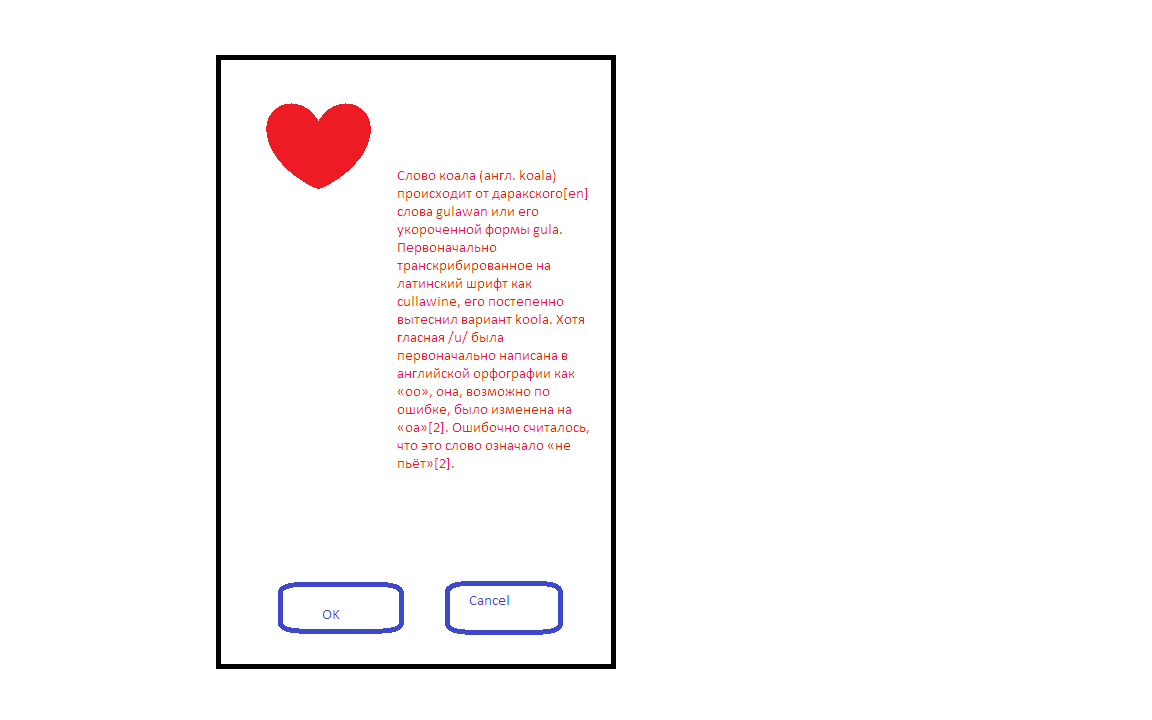 Слово коала (англ. koala)
происходит от даракского[en]
слова gulawan или его
укороченной формы gula.
Первоначально
транскрибированное на
латинский шрифт как
cullawine, его постепенно
вытеснил вариант koola. Хотя
гласная /u/ была
первоначально написана в
английской орфографии как
«oo», она, возможно по
ошибке, было изменена на
«oa»[2]. Ошибочно считалось,
что это слово означало «не
пьёт»[2].
OK
Cancel